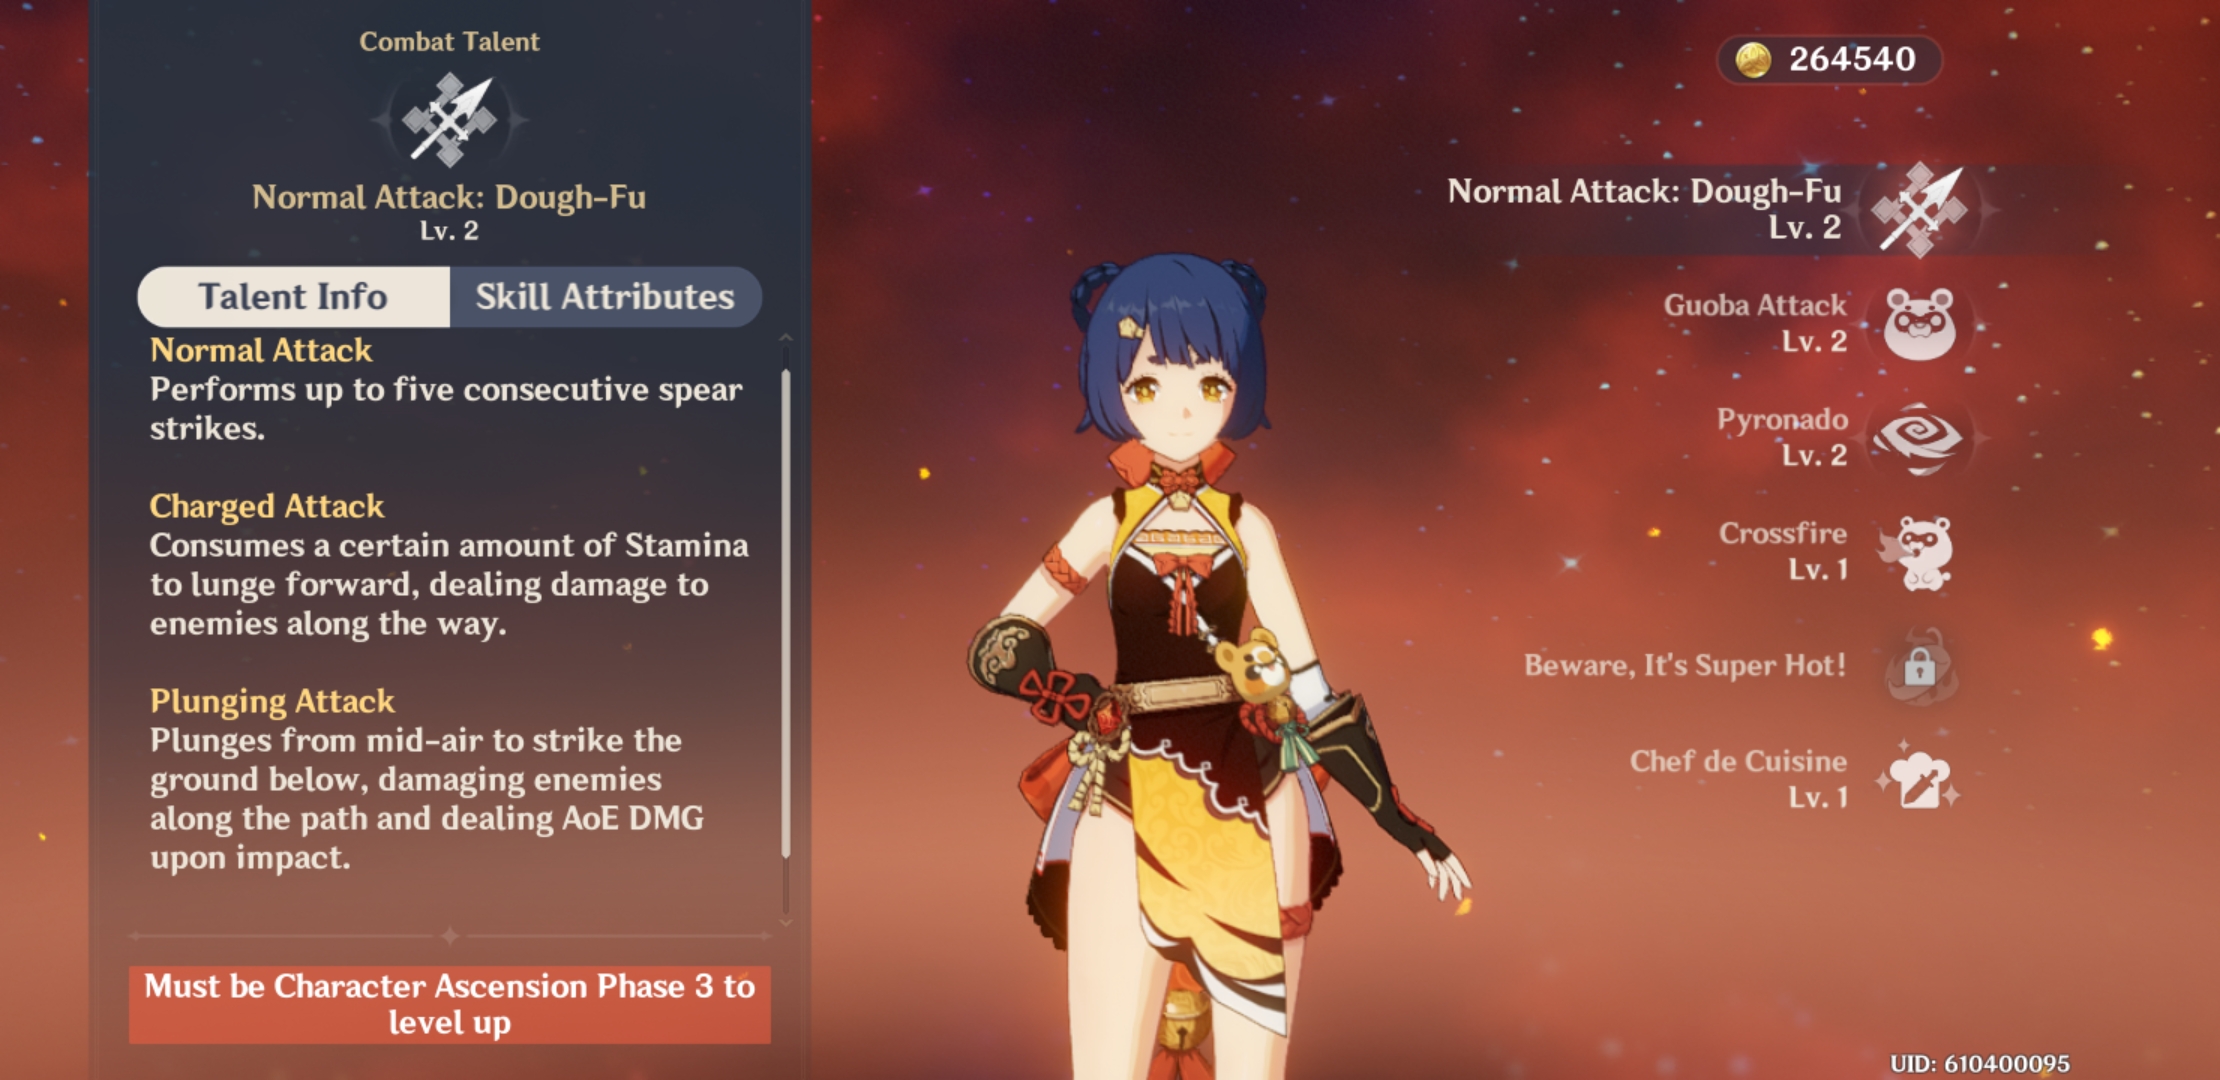 Combat Talent
Normal Attack: Dough-Fu
Lv. 2
Talent Info
Skill Attributes
Normal Attack
Performs up to five consecutive spear
strikes.
Charged Attack
Consumes a certain amount of Stamina
to lunge forward, dealing damage to
enemies along the way.
Plunging Attack
Plunges from mid-air to strike the
ground below, damaging enemies
along the path and dealing AoE DMG
upon impact.
Must be Character Ascension Phase 3 to
level up
264540
Normal Attack: Dough-Fu
Lv. 2
Guoba Attack
Lv. 2
Pyronado
Lv. 2
Crossfire
Lv. 1
Beware, It's Super Hot!
Chef de Cuisine
Lv. 1
UID: 610400095